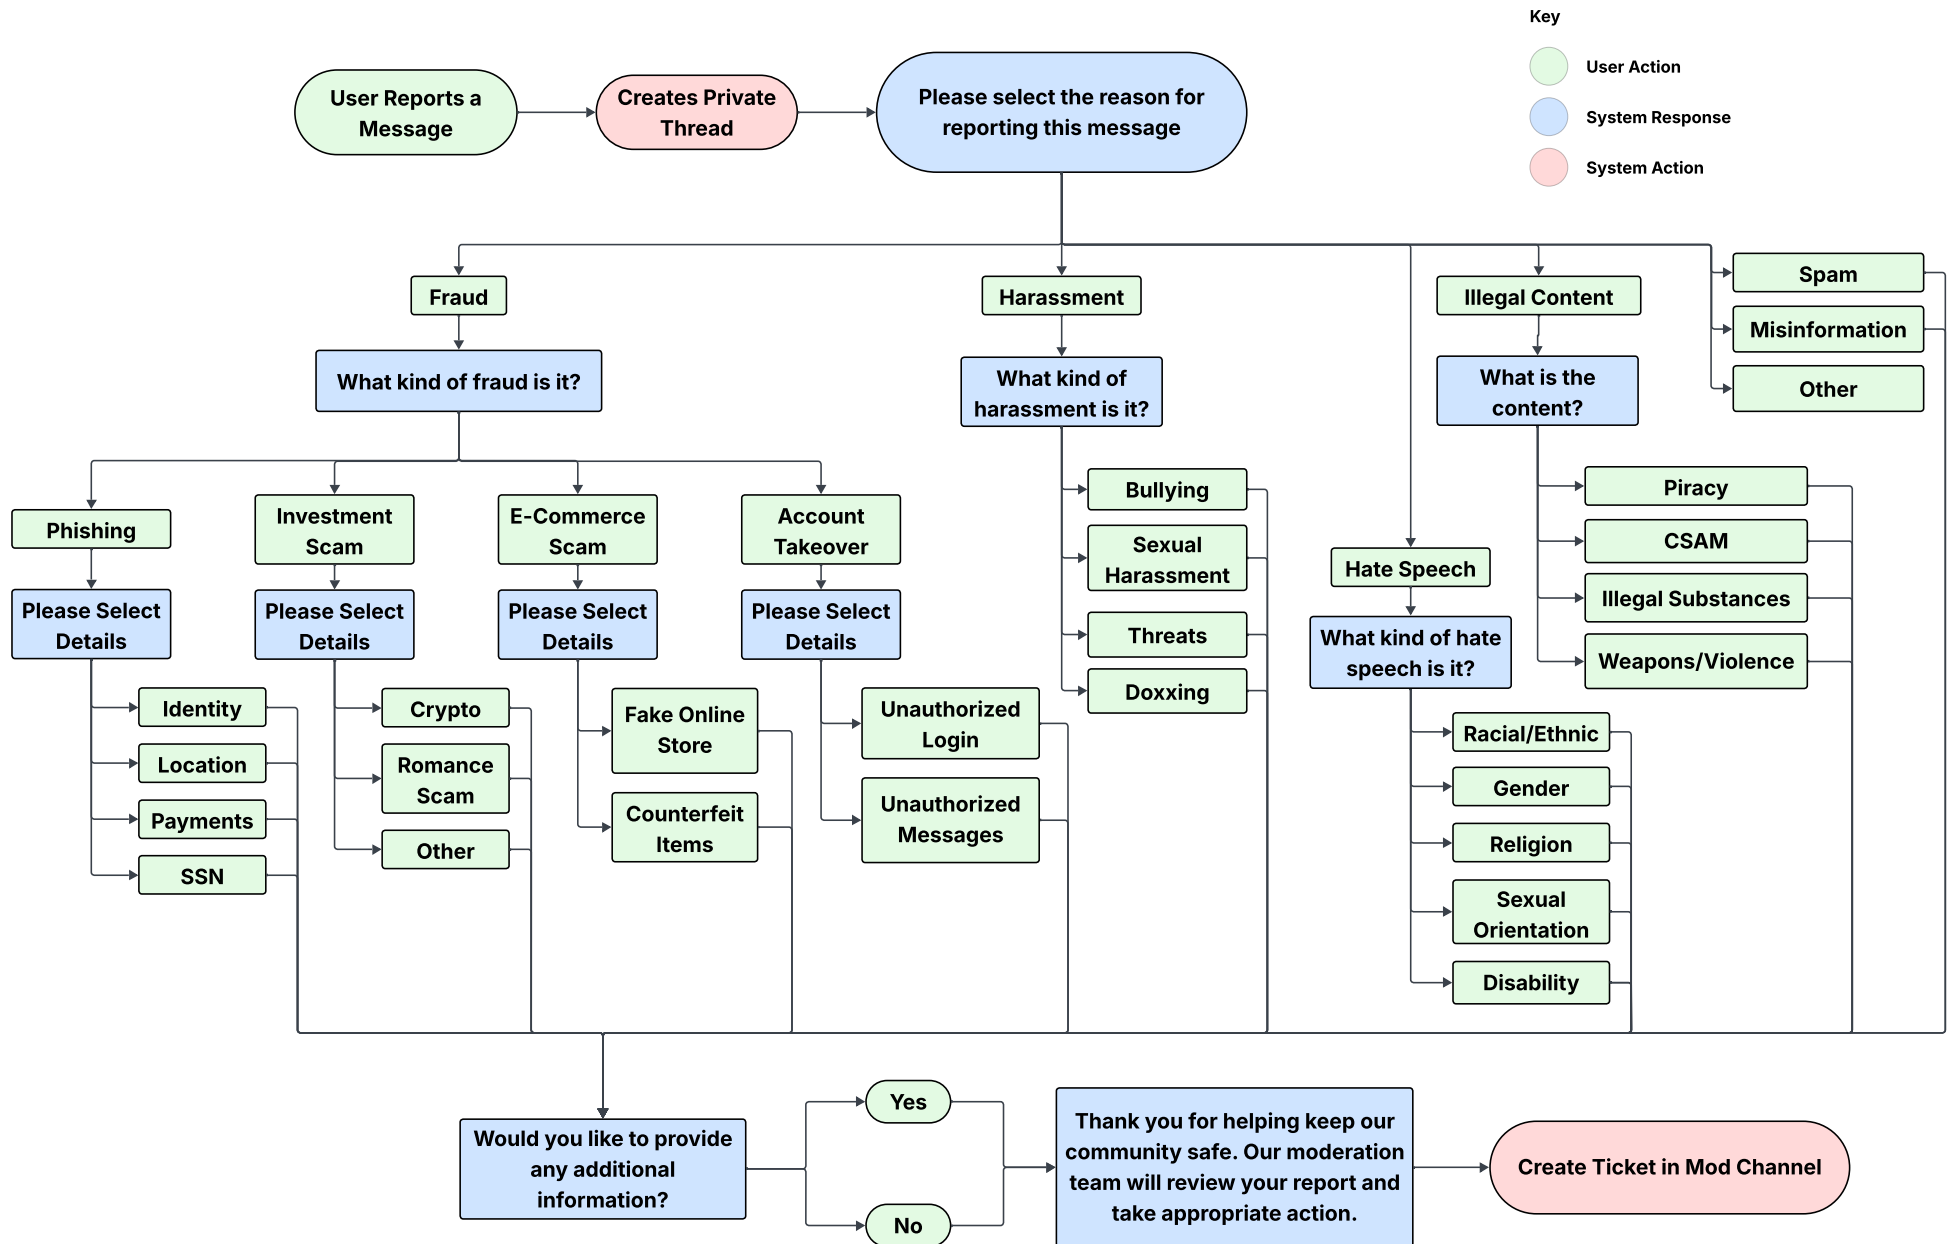 Key
User Action
System Response
System Action
User Reports a
Message
Creates Private
Thread
Please select the reason for
reporting this message
Fraud
What kind of fraud is it?
Phishing
Please Select
Details
Identity
Location
Payments
SSN
Investment
Scam
Please Select
Details
Crypto
Romance
Scam
Other
E-Commerce
Scam
Please Select
Details
Fake Online
Store
Counterfeit
Items
Account
Takeover
Please Select
Details
Unauthorized
Login
Unauthorized
Messages
Harassment
What kind of
harassment is it?
Bullying
Sexual
Harassment
Threats
Doxxing
Hate Speech
What kind of hate
speech is it?
Racial/Ethnic
Gender
Religion
Sexual
Orientation
Disability
Illegal Content
What is the
content?
Piracy
CSAM
Illegal Substances
Weapons/Violence
Spam
Misinformation
Other
Would you like to provide
any additional
information?
Yes
No
Thank you for helping keep our
community safe. Our moderation
team will review your report and
take appropriate action.
Create Ticket in Mod Channel